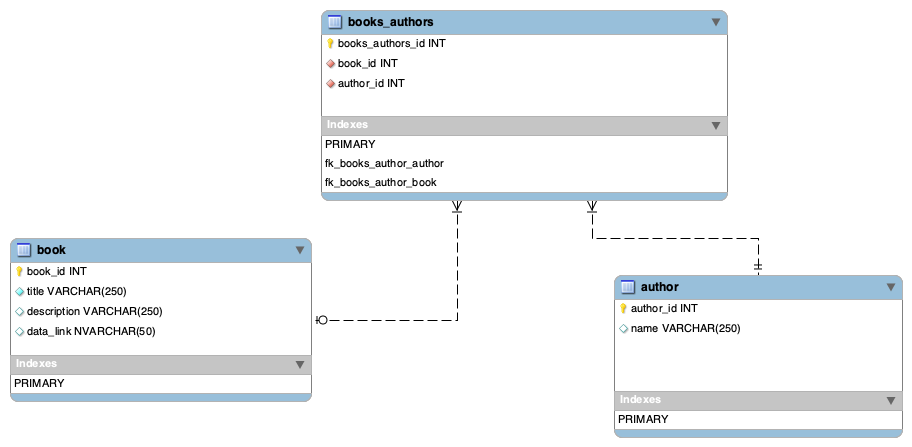 books_authors
books_authors_id INT
book_id INT
author_id INT
Indexes
PRIMARY
fk_books_author_author
fk_books_author_book
book
book_id INT
title VARCHAR(250)
description VARCHAR(250)
data_link NVARCHAR(50)
Indexes
PRIMARY
author
author_id INT
name VARCHAR(250)
Indexes
PRIMARY